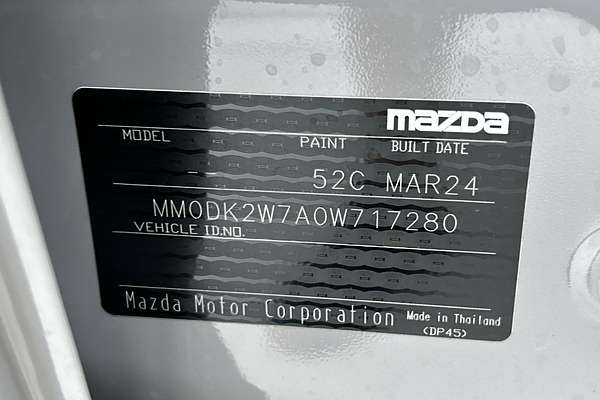 mazDa
MODEL PAINT BUILT DATE
52C MAR24
MM0DK2W7A0W717280
VEHICLE ID.NO.
Mazda Motor Corporation Made in Thailand
(DP45)